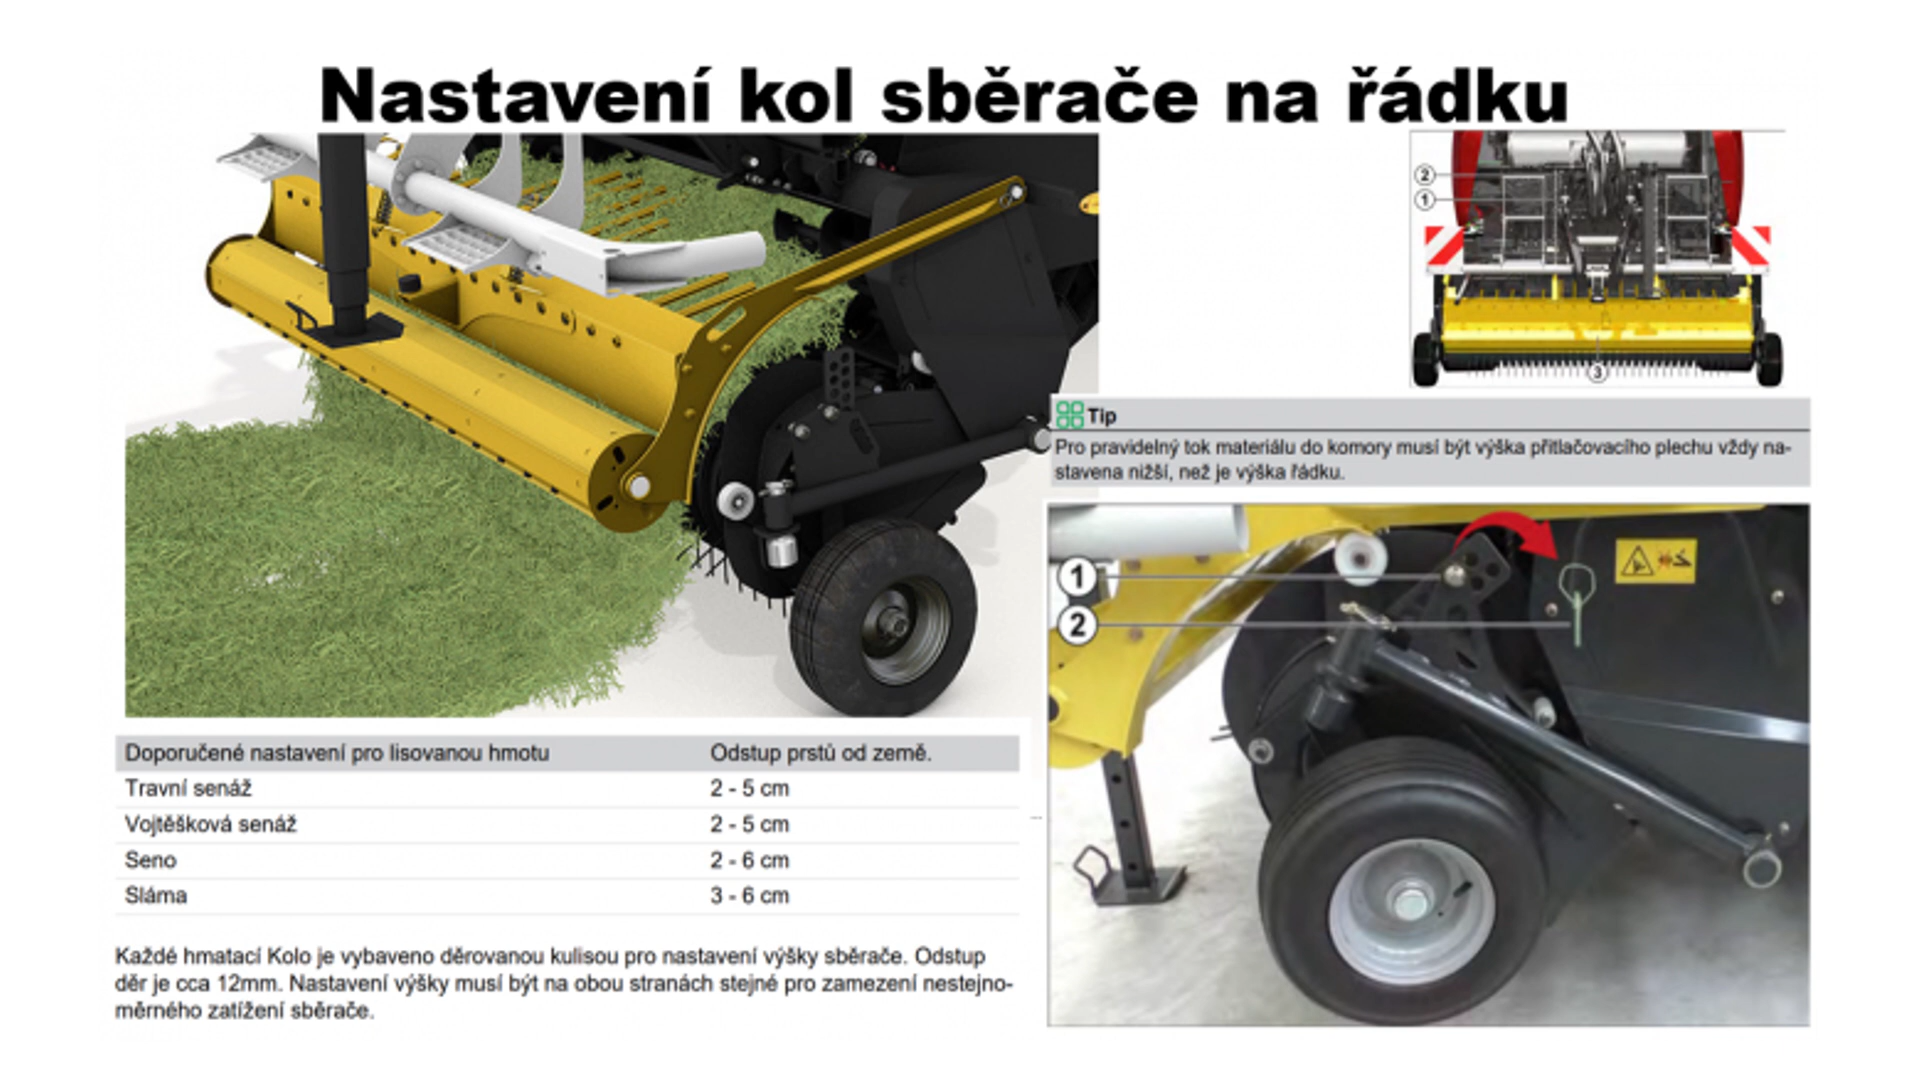 Nastavení kol sběrače na řádku
2
1
3
Tip
Pro pravidelný tok materiálu do komory musí být výška přitlačovacího plechu vždy na-
stavena nižší, než je výška řádku.
1
2
Doporučené nastavení pro lisovanou hmotu Odstup prstů od země.
Travní senáž 2 - 5 cm
Vojtěšková senáž 2 - 5 cm
Seno 2 - 6 cm
Sláma 3 - 6 cm
Každé hmatací Kolo je vybaveno děrovanou kulisou pro nastavení výšky sběrače. Odstup
děr je cca 12mm. Nastavení výšky musí být na obou stranách stejné pro zamezení nestejno-
měrného zatížení sběrače.